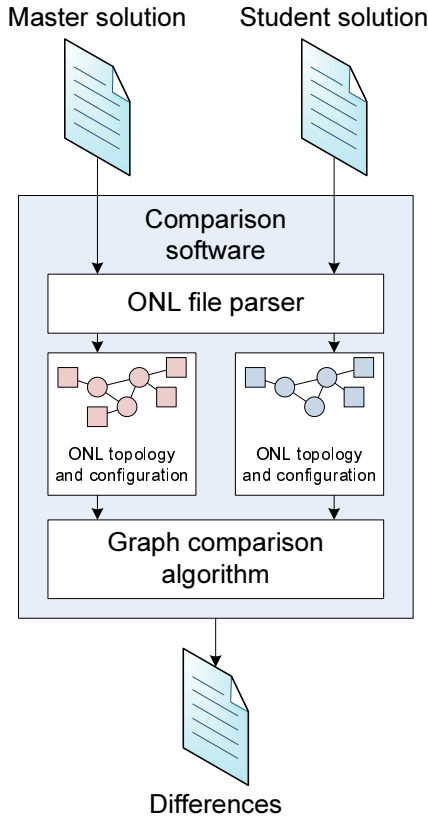 Master solution
Student solution
Comparison
software
ONL file parser
ONL topology
and configuration
ONL topology
and configuration
Graph comparison
algorithm
Differences